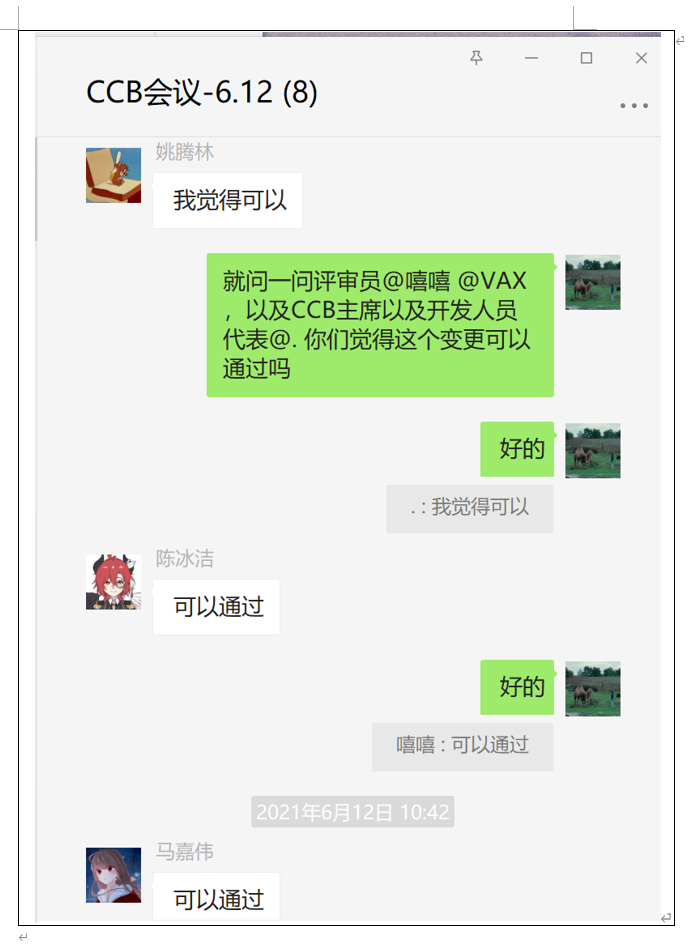 CCB会议-6.12 (8)
姚腾林
我觉得可以
就问一问评审员@嘻嘻 @VAX
，以及CCB主席以及开发人员
代表@. 你们觉得这个变更可以
通过吗
好的
. : 我觉得可以
陈冰洁
可以通过
好的
嘻嘻 : 可以通过
2021年6月12日 10:42
马嘉伟
可以通过